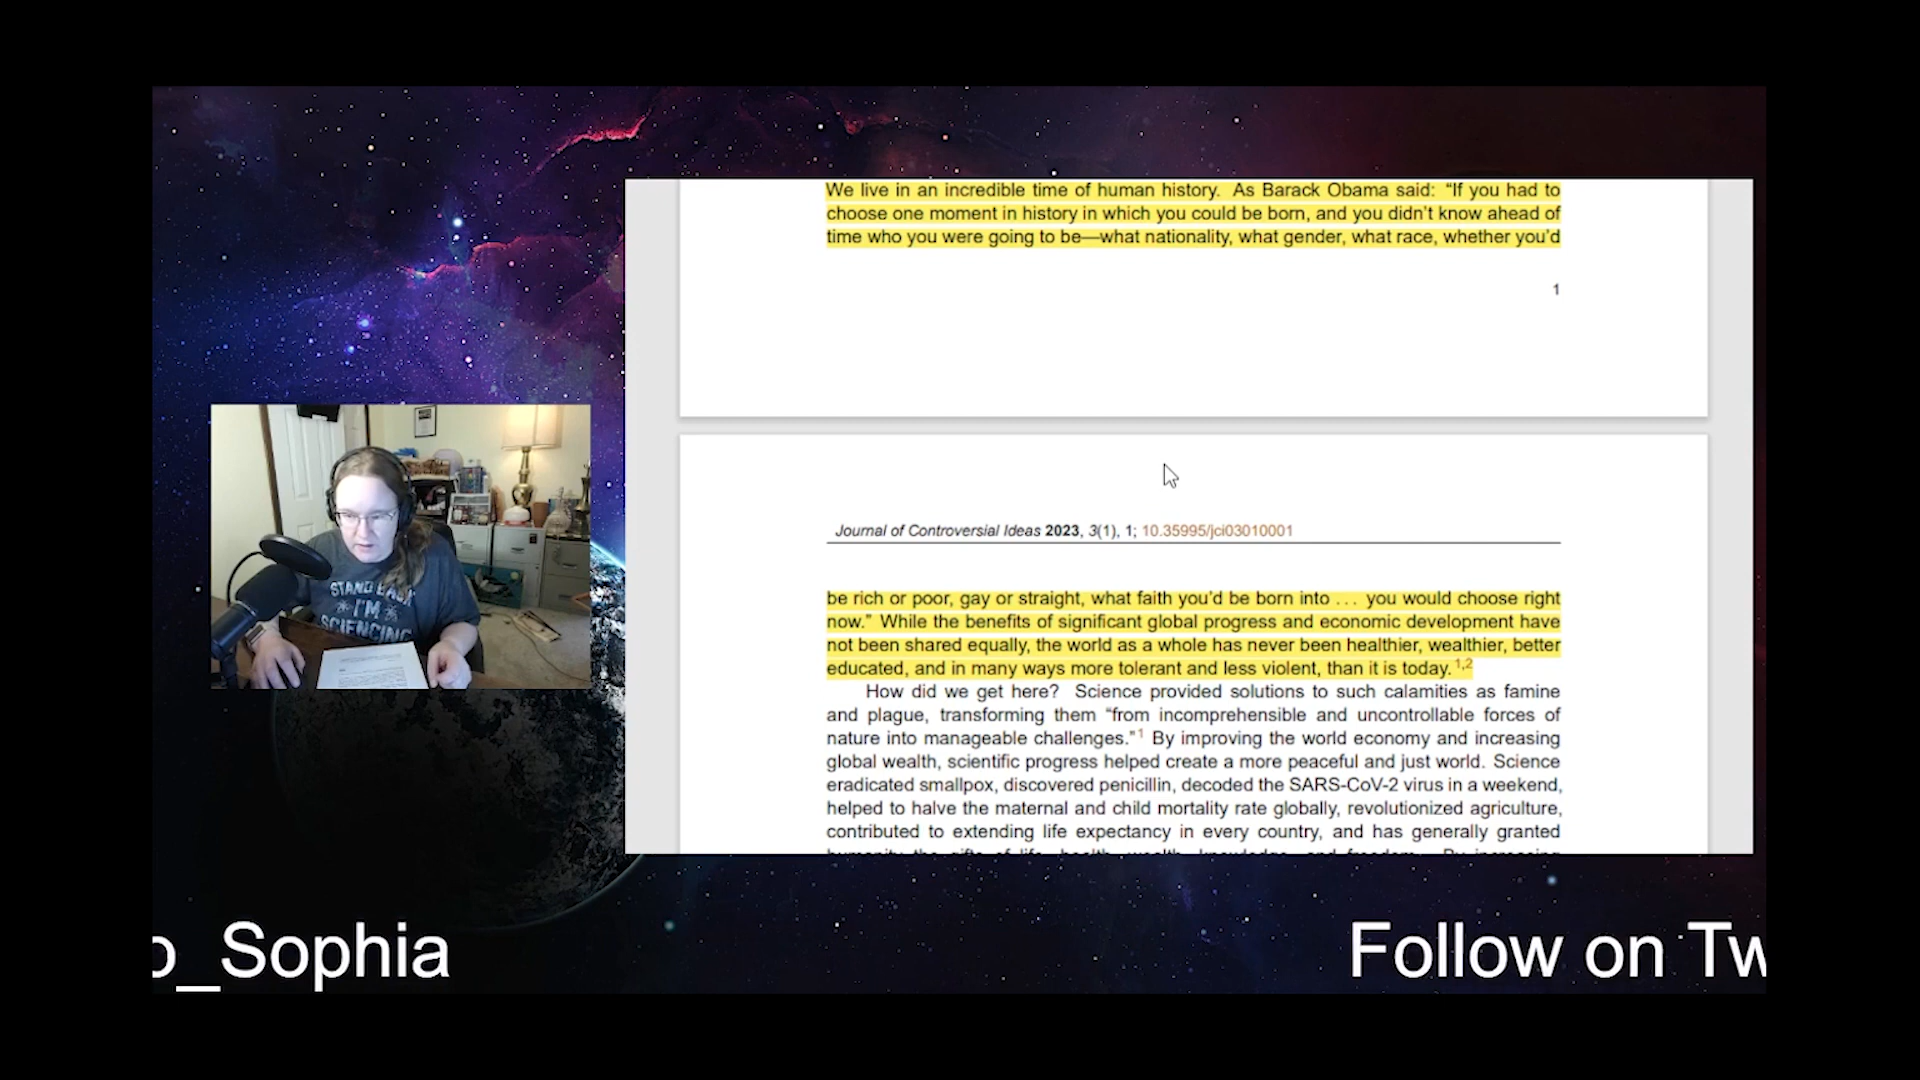 We live in an incredible time of human history. As Barack Obama said: “If you had to
choose one moment in history in which you could be born, and you didn’t know ahead of
time who you were going to be—what nationality, what gender, what race, whether you’d
1
Journal of Controversial Ideas 2023, 3(1), 1; 10.35995/jci03010001
be rich or poor, gay or straight, what faith you’d be born into ... you would choose right
now.” While the benefits of significant global progress and economic development have
not been shared equally, the world as a whole has never been healthier, wealthier, better
educated, and in many ways more tolerant and less violent, than it is today.1,2
How did we get here? Science provided solutions to such calamities as famine
and plague, transforming them “from incomprehensible and uncontrollable forces of
nature into manageable challenges.”1 By improving the world economy and increasing
global wealth, scientific progress helped create a more peaceful and just world. Science
eradicated smallpox, discovered penicillin, decoded the SARS-CoV-2 virus in a weekend,
helped to halve the maternal and child mortality rate globally, revolutionized agriculture,
contributed to extending life expectancy in every country, and has generally granted
STAND BACK
I'M
SCIENCING
o_Sophia
Follow on Tw